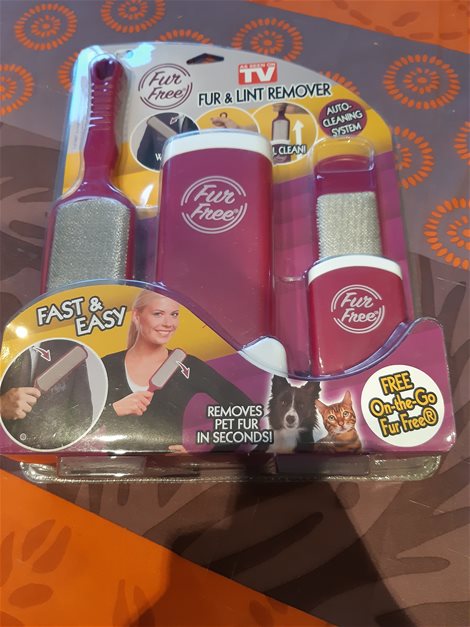 Fur
Free®
AS SEEN ON
TV
FUR & LINT REMOVER
AUTO-
CLEANING
SYSTEM
CLEAN!
Fur
Free®
Fur
Free®
FAST &
EASY
REMOVES
PET FUR
IN SECONDS!
FREE
On-the-Go
Fur Free®